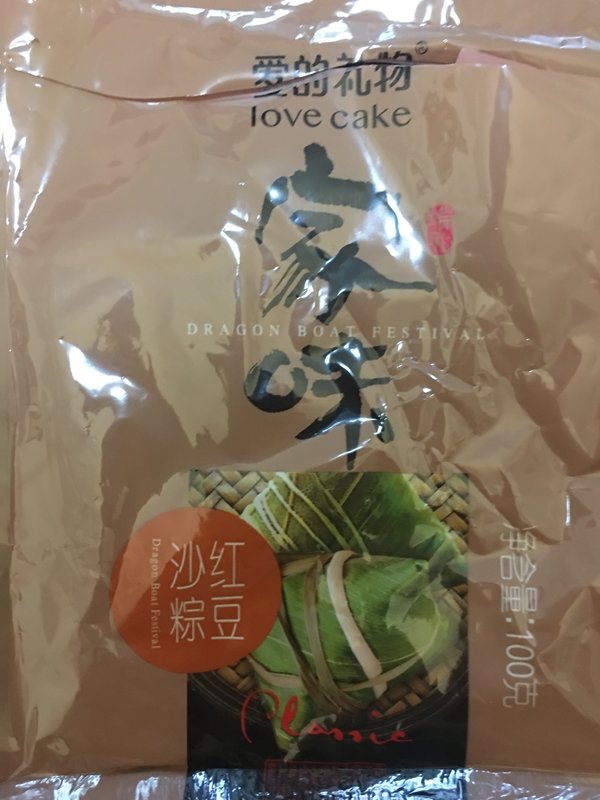 爱的礼物®
love cake
家味
DRAGON BOAT FESTIVAL
红豆
沙粽
Dragon Boat Festival
净含量:100克
Classic